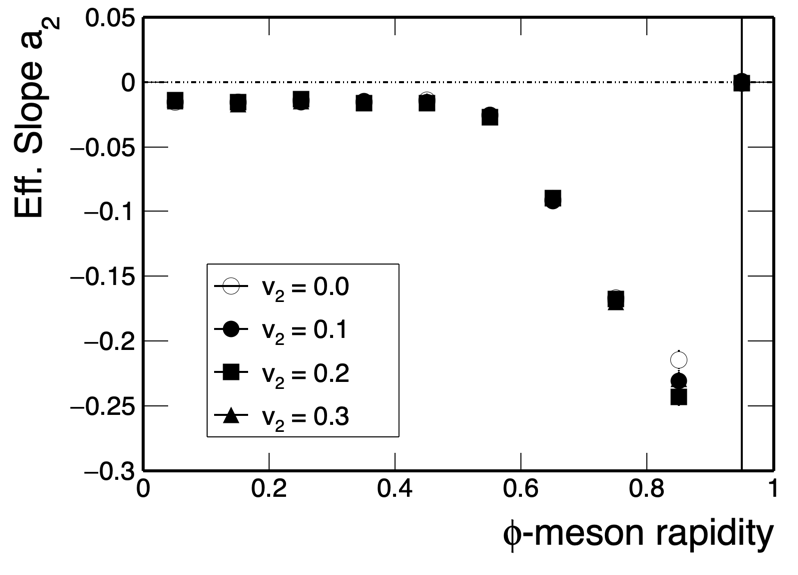 Eff. Slope a₂
0.05
0
−0.05
−0.1
−0.15
−0.2
−0.25
−0.3
v₂ = 0.0
v₂ = 0.1
v₂ = 0.2
v₂ = 0.3
0 0.2 0.4 0.6 0.8 1
ϕ-meson rapidity